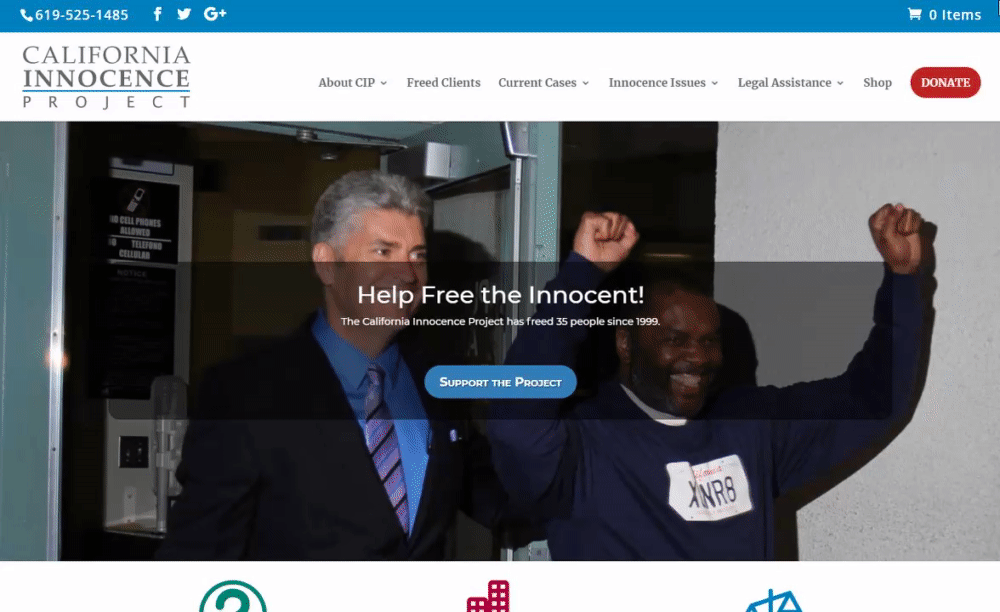 619-525-1485
0 Items
CALIFORNIA
INNOCENCE
PROJECT
About CIP
Freed Clients
Current Cases
Innocence Issues
Legal Assistance
Shop
DONATE
NO CELL PHONES
ALLOWED
NO TELEFONO
CELLULAR
NOTICE
Help Free the Innocent!
The California Innocence Project has freed 35 people since 1999.
Support the Project
XNR8